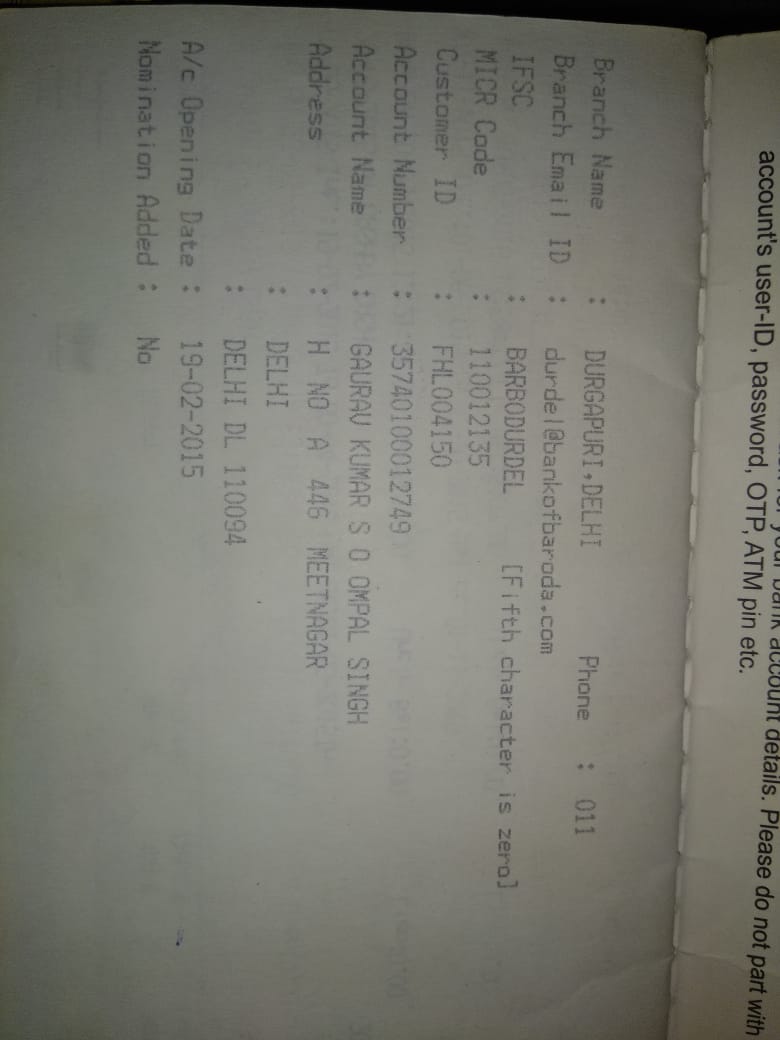 your bank account details. Please do not part with
account's user-ID, password, OTP, ATM pin etc.
Branch Name : DURGAPURI,DELHI Phone : 011
Branch Email ID : durdel@bankofbaroda.com
IFSC : BARB0DURDEL [Fifth character is zero]
MICR Code : 110012135
Customer ID : FHL004150
Account Number : 35740100012749
Account Name : GAURAV KUMAR S O OMPAL SINGH
Address : H NO A 446 MEETNAGAR
: DELHI
: DELHI DL 110094
A/c Opening Date : 19-02-2015
Nomination Added : No